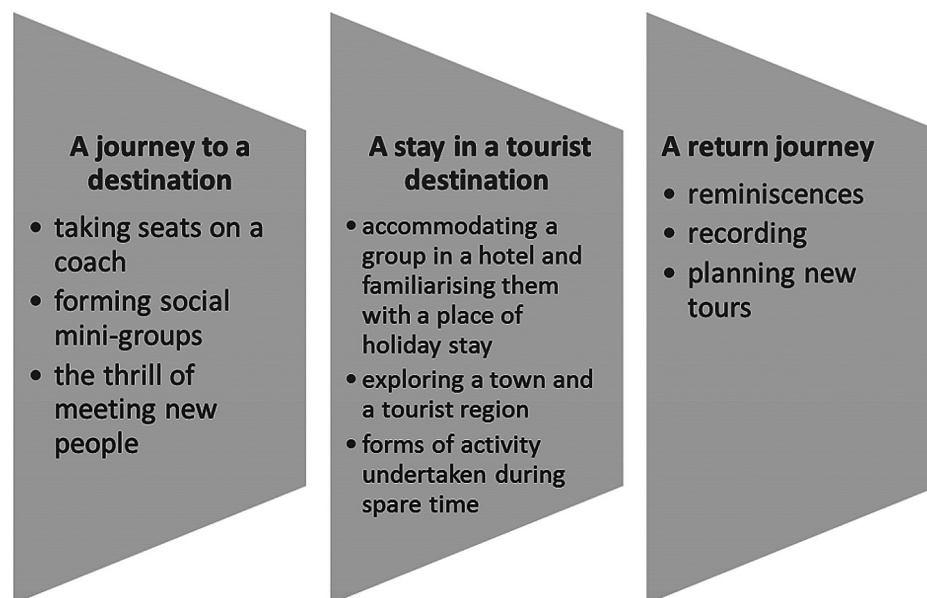 A journey to a
destination
• taking seats on a
coach
• forming social
mini-groups
• the thrill of
meeting new
people
A stay in a tourist
destination
• accommodating a
group in a hotel and
familiarising them
with a place of
holiday stay
• exploring a town and
a tourist region
• forms of activity
undertaken during
spare time
A return journey
• reminiscences
• recording
• planning new
tours